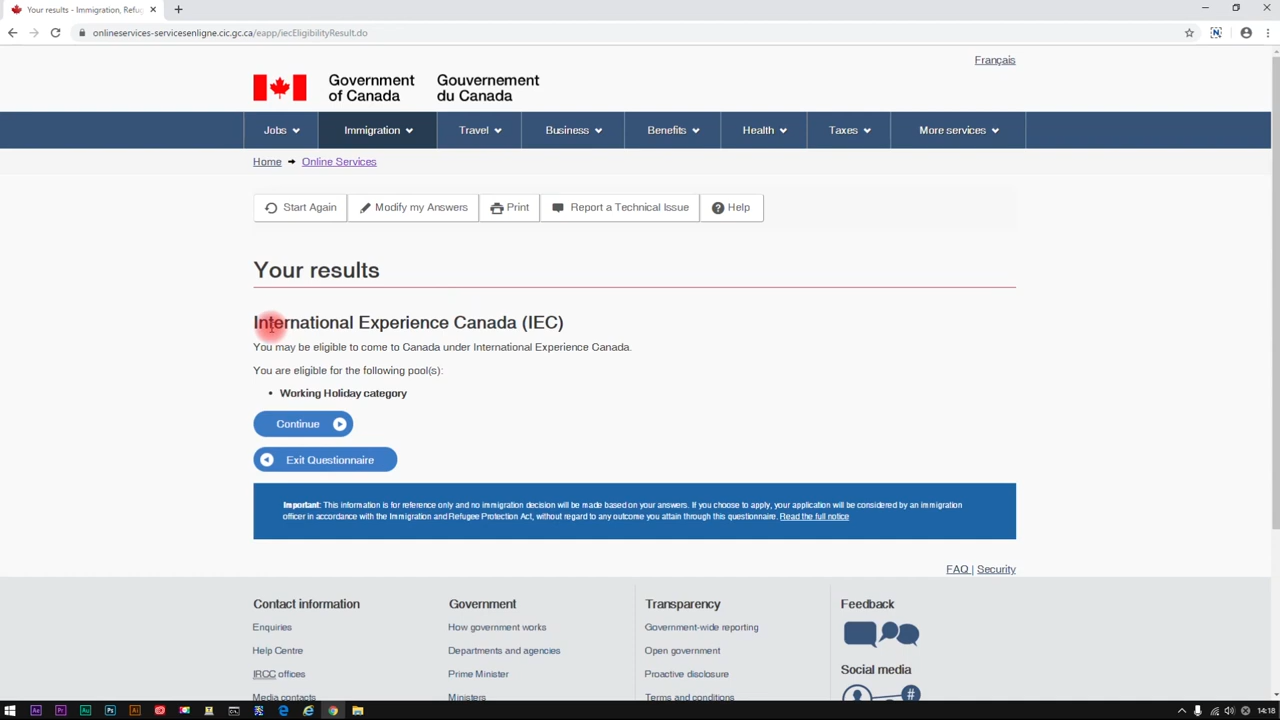 Your results - Immigration, Refug
onlineservices-servicesenligne.cic.gc.ca/eapp/iecEligibilityResult.do
Français
Government of Canada
Gouvernement du Canada
Jobs Immigration Travel Business Benefits Health Taxes More services
Home Online Services
Start Again Modify my Answers Print Report a Technical Issue Help
Your results
International Experience Canada (IEC)
You may be eligible to come to Canada under International Experience Canada.
You are eligible for the following pool(s):
• Working Holiday category
Continue
Exit Questionnaire
Important: This information is for reference only and no immigration decision will be made based on your answers. If you choose to apply, your application will be considered by an immigration
officer in accordance with the Immigration and Refugee Protection Act, without regard to any outcome you attain through this questionnaire. Read the full notice
FAQ | Security
Contact information Government Transparency Feedback
Enquiries How government works Government-wide reporting
Help Centre Departments and agencies Open government
IRCC offices Prime Minister Proactive disclosure Social media
Media contacts Ministers Terms and conditions
14:18